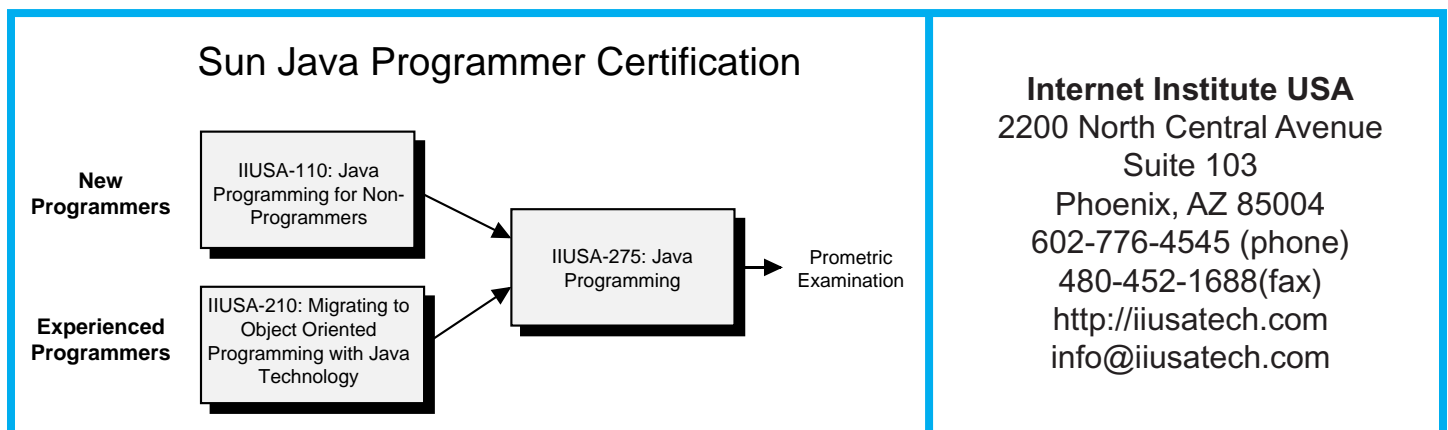 Sun Java Programmer Certification
New
Programmers
IIUSA-110: Java
Programming for Non-
Programmers
Experienced
Programmers
IIUSA-210: Migrating to
Object Oriented
Programming with Java
Technology
IIUSA-275: Java
Programming
Prometric
Examination
Internet Institute USA
2200 North Central Avenue
Suite 103
Phoenix, AZ 85004
602-776-4545 (phone)
480-452-1688(fax)
http://iiusatech.com
info@iiusatech.com